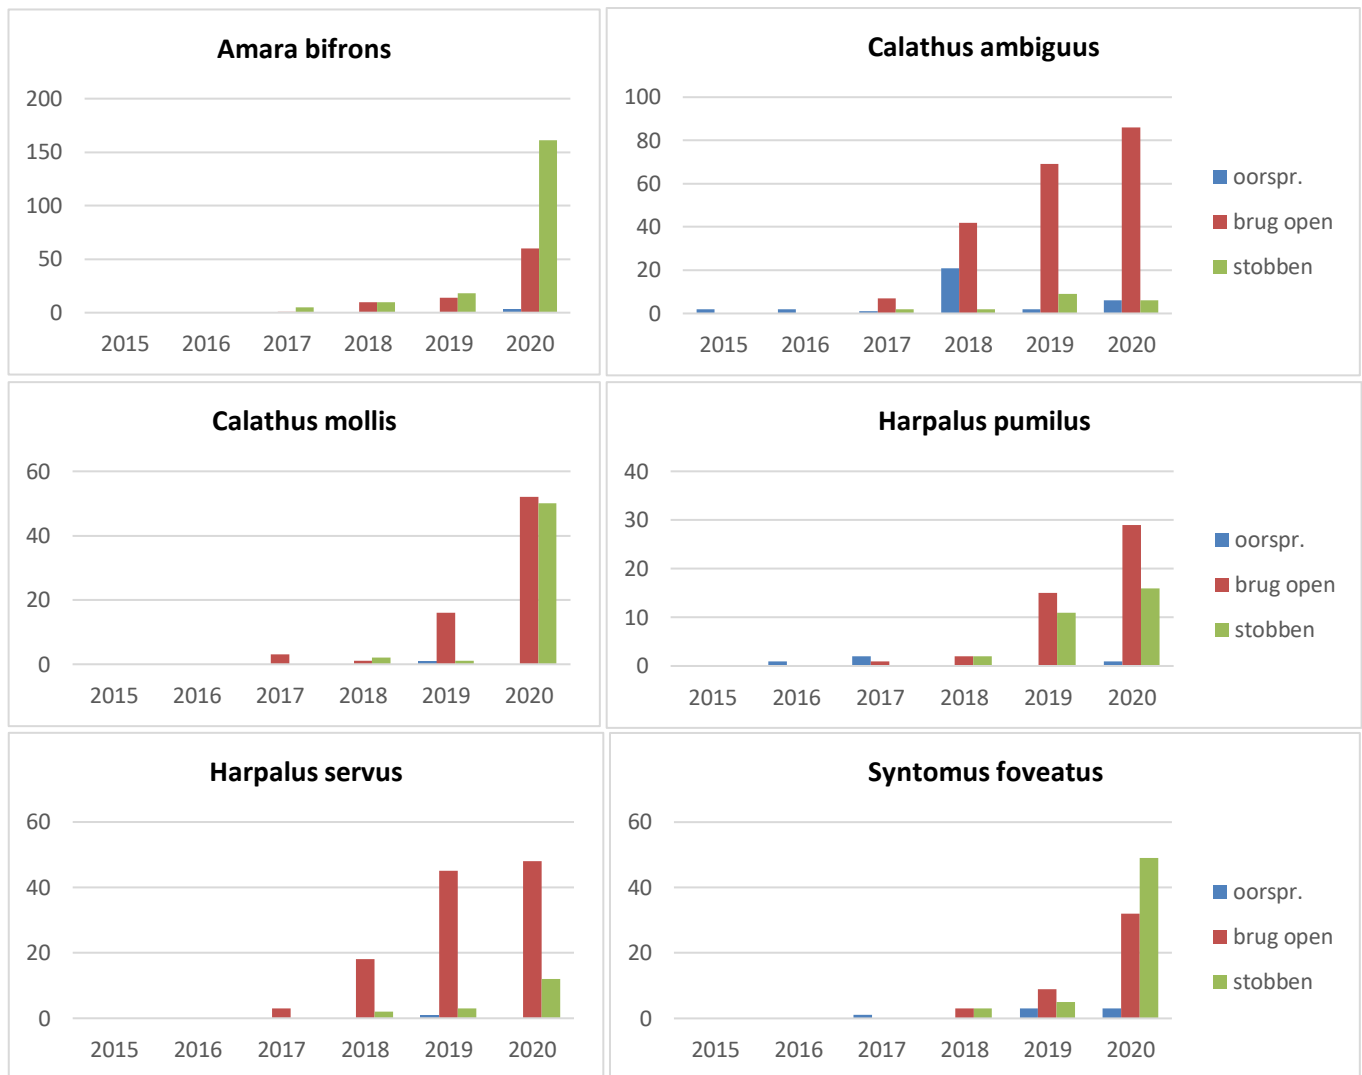 Amara bifrons
200
150
100
50
0
2015 2016 2017 2018 2019 2020
Calathus ambiguus
100
80
60
40
20
0
2015 2016 2017 2018 2019 2020
oorspr.
brug open
stobben
Calathus mollis
60
40
20
0
2015 2016 2017 2018 2019 2020
Harpalus pumilus
40
30
20
10
0
2015 2016 2017 2018 2019 2020
oorspr.
brug open
stobben
Harpalus servus
60
40
20
0
2015 2016 2017 2018 2019 2020
Syntomus foveatus
60
40
20
0
2015 2016 2017 2018 2019 2020
oorspr.
brug open
stobben